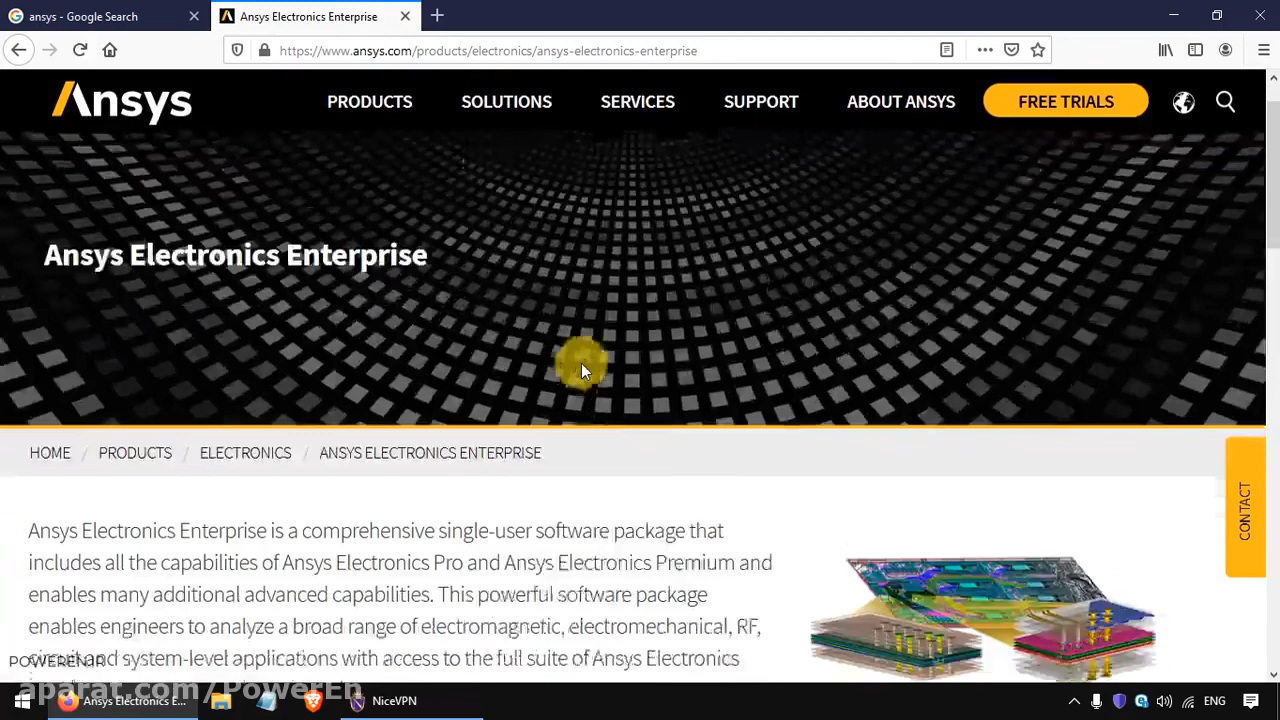 ansys - Google Search
Ansys Electronics Enterprise
https://www.ansys.com/products/electronics/ansys-electronics-enterprise
Ansys
PRODUCTS
SOLUTIONS
SERVICES
SUPPORT
ABOUT ANSYS
FREE TRIALS
Ansys Electronics Enterprise
HOME / PRODUCTS / ELECTRONICS / ANSYS ELECTRONICS ENTERPRISE
CONTACT
Ansys Electronics Enterprise is a comprehensive single-user software package that
includes all the capabilities of Ansys Electronics Pro and Ansys Electronics Premium and
enables many additional advanced capabilities. This powerful software package
enables engineers to analyze a broad range of electromagnetic, electromechanical, RF,
circuit and system-level applications with access to the full suite of Ansys Electronics
POWEREN.IR
aparat.com/PowerEn
Ansys Electronics E...
NiceVPN
ENG